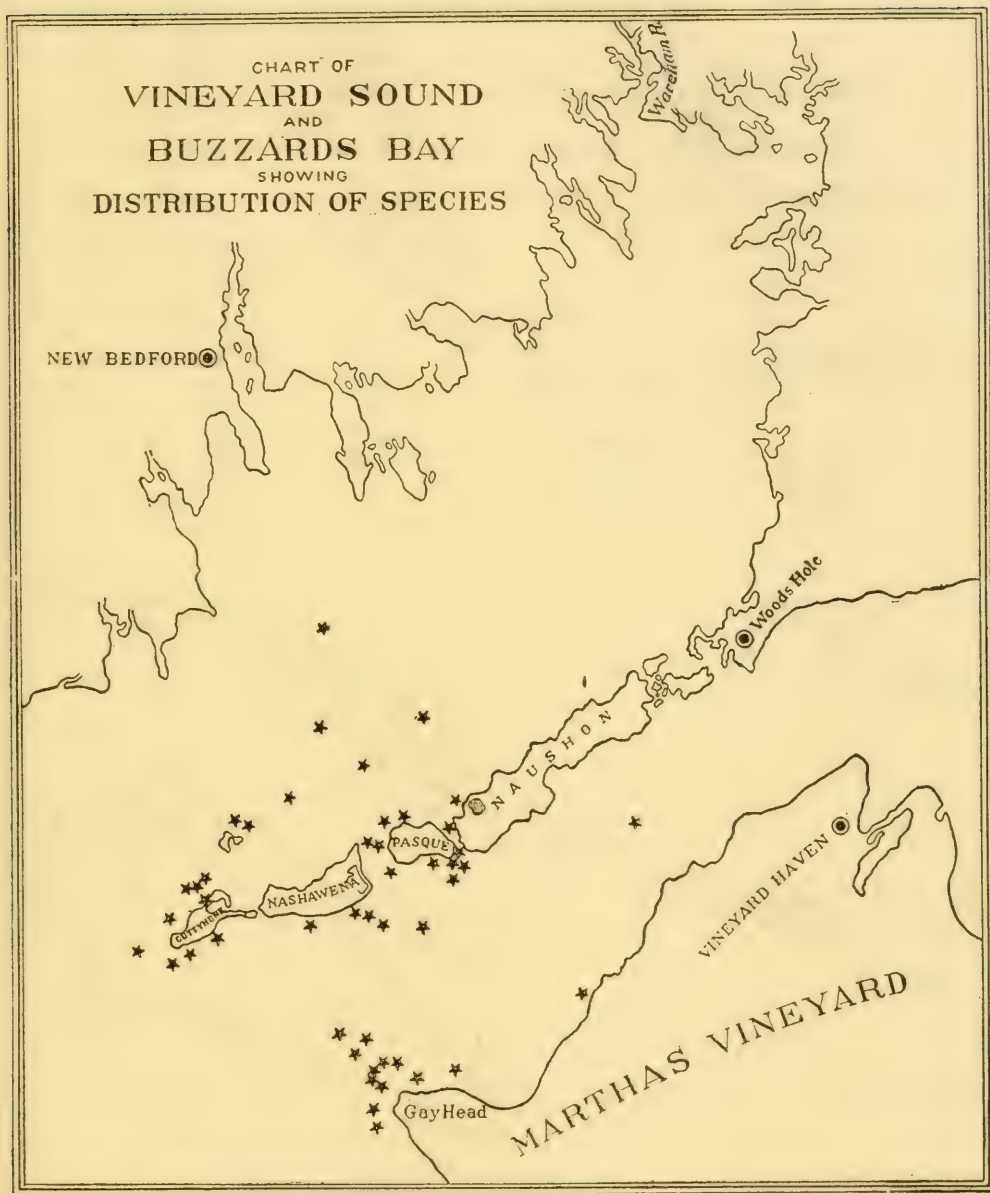 CHART OF
VINEYARD SOUND
AND
BUZZARDS BAY
SHOWING
DISTRIBUTION OF SPECIES
Wareham R.
NEW BEDFORD
Woods Hole
NAUSHON
PASQUE
NASHAWENA
CUTTYHUNK
VINEYARD HAVEN
MARTHAS VINEYARD
Gay Head